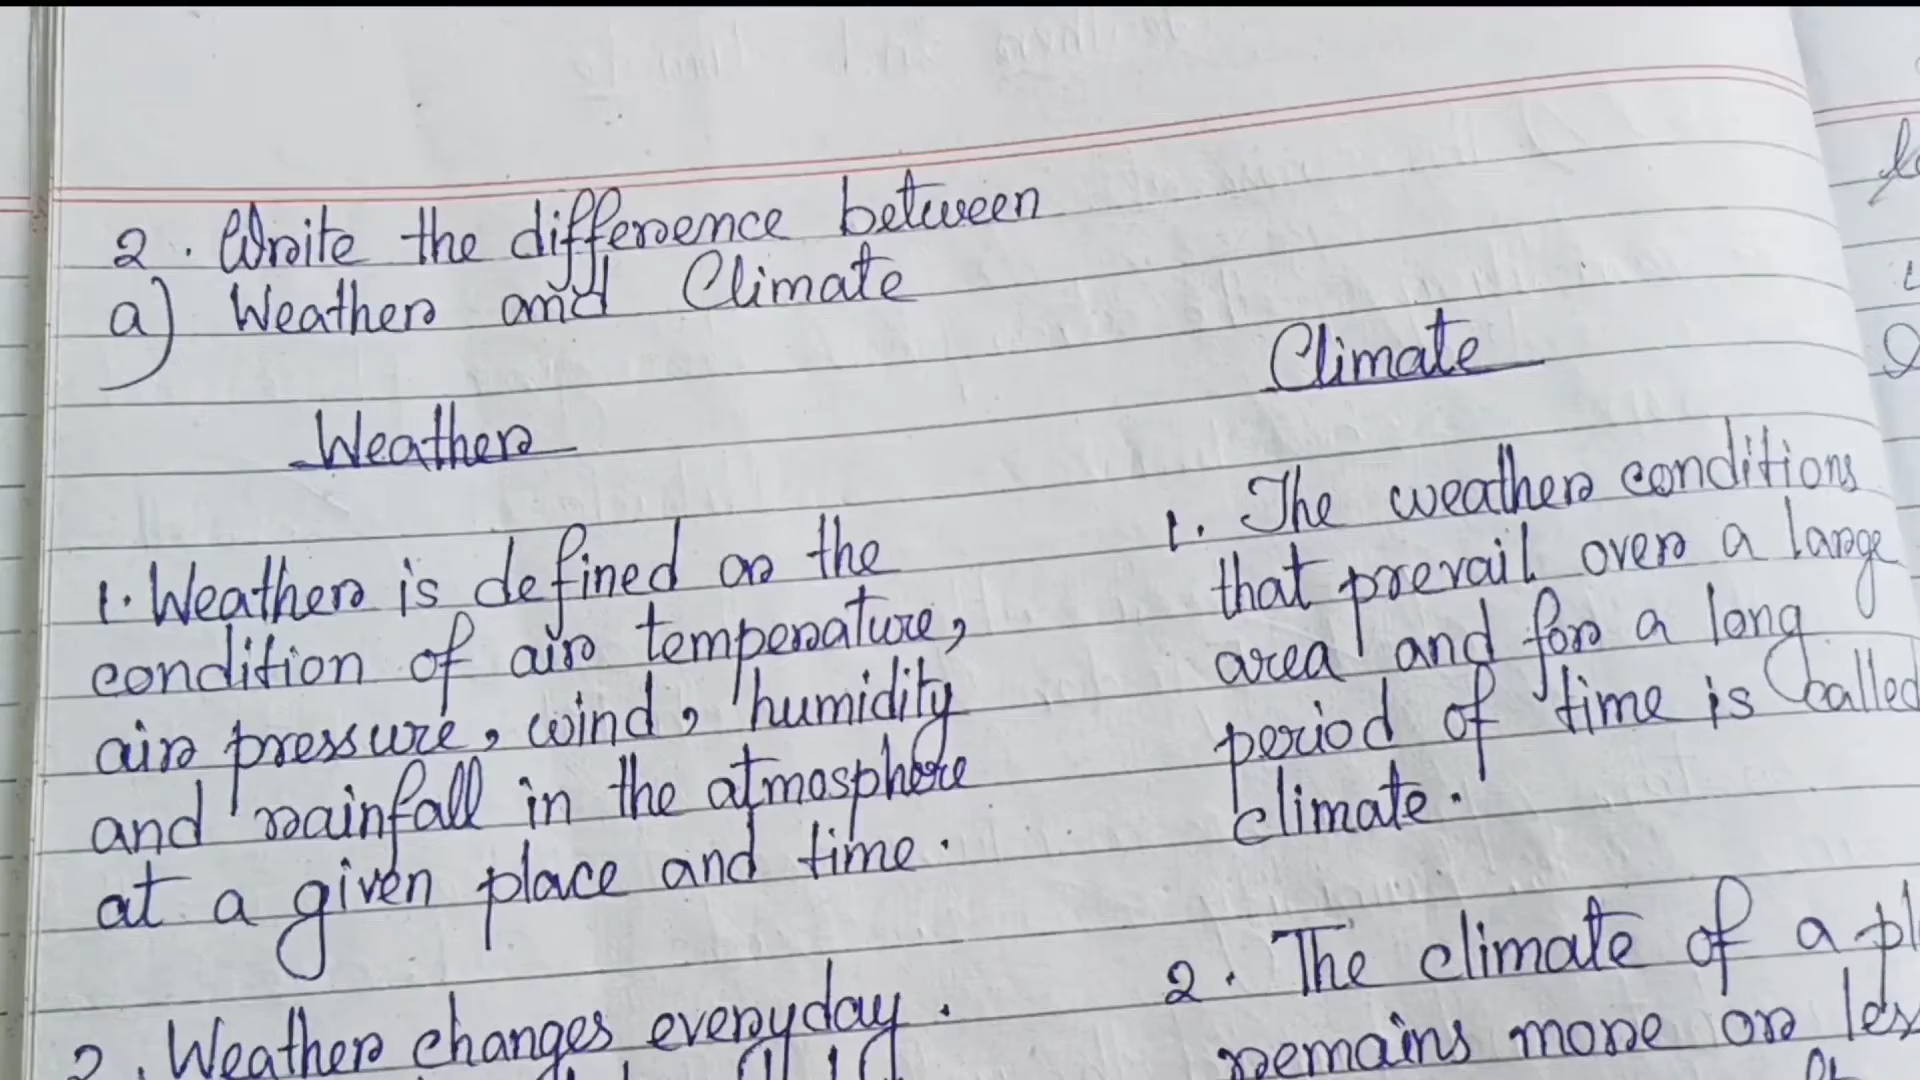 2. Write the difference between
a) Weather and Climate
Weather
1. Weather is defined as the
condition of air temperature,
air pressure, wind, humidity
and rainfall in the atmosphere
at a given place and time.
2. Weather changes everyday.
Climate
1. The weather conditions
that prevail over a large
area and for a long
period of time is called
climate.
2. The climate of a pl
remains more or less